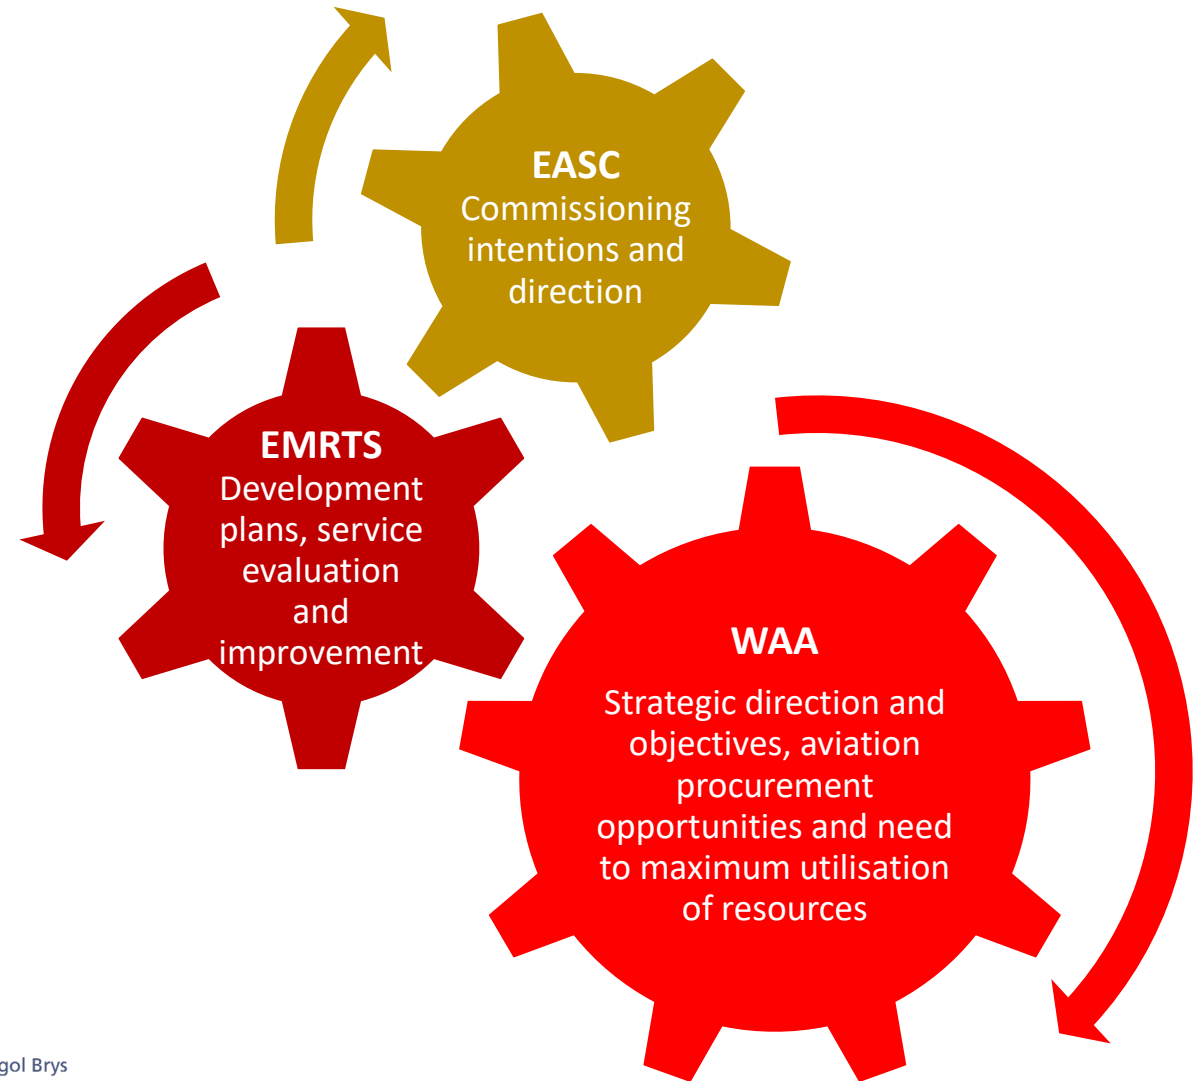 EASC
Commissioning
intentions and
direction
EMRTS
Development
plans, service
evaluation
and
improvement
WAA
Strategic direction and
objectives, aviation
procurement
opportunities and need
to maximum utilisation
of resources
Brys